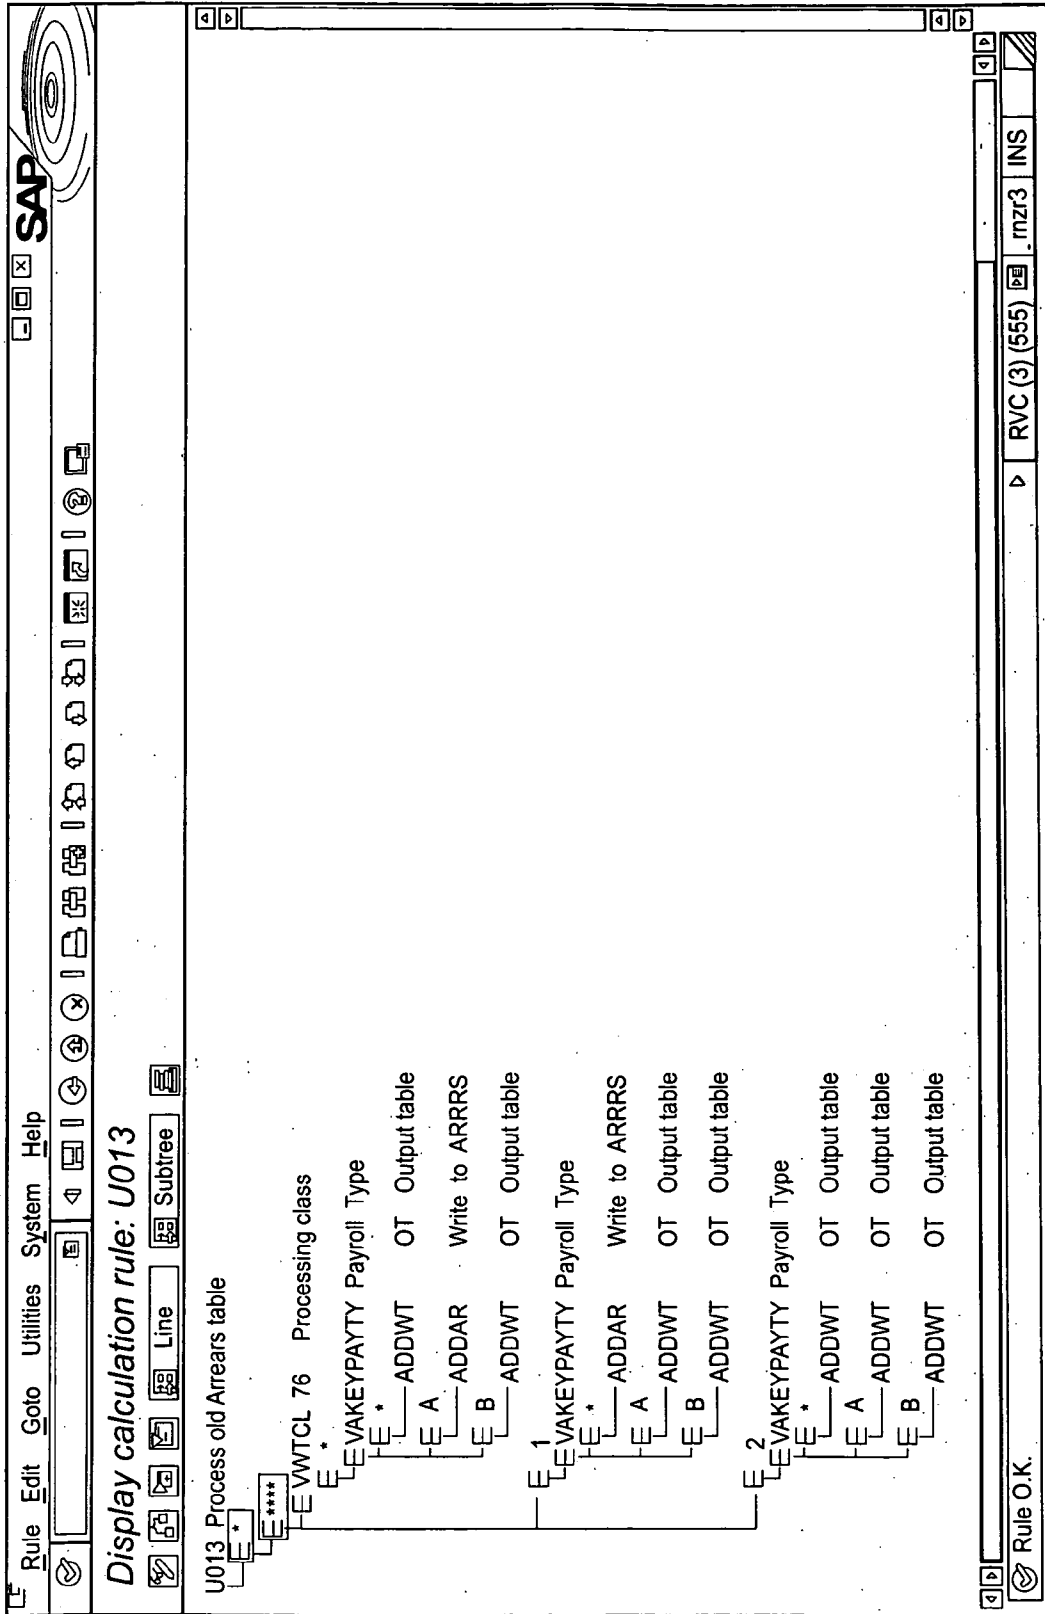 Rule Edit Goto Utilities System Help
SAP
Display calculation rule: U013
Line Subtree
U013 Process old Arrears table
*
****
VWTCL 76 Processing class
*
VAKEYPAYTY Payroll Type
*
ADDWT OT Output table
A
ADDAR Write to ARRRS
B
ADDWT OT Output table
1
VAKEYPAYTY Payroll Type
*
ADDAR Write to ARRRS
A
ADDWT OT Output table
B
ADDWT OT Output table
2
VAKEYPAYTY Payroll Type
*
ADDWT OT Output table
A
ADDWT OT Output table
B
ADDWT OT Output table
Rule O.K. RVC (3) (555) rnzr3 INS